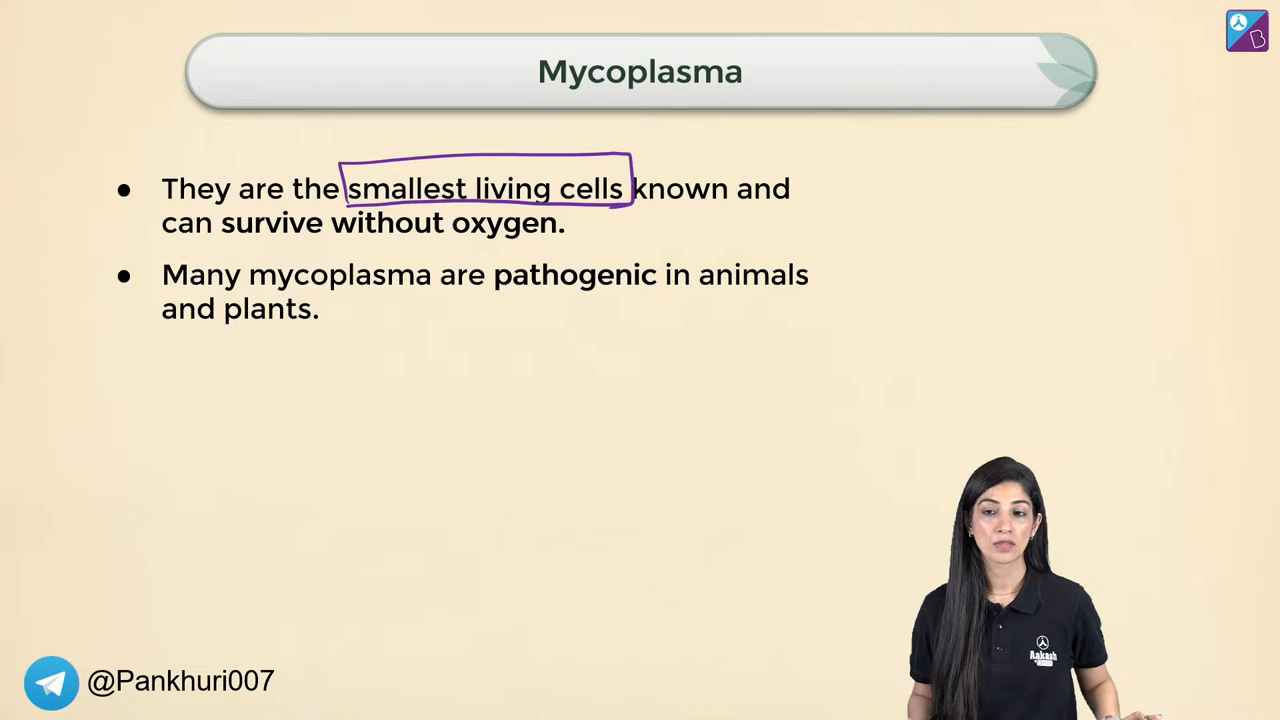 Mycoplasma
● They are the smallest living cells known and
can survive without oxygen.
● Many mycoplasma are pathogenic in animals
and plants.
Aakash
@Pankhuri007
B